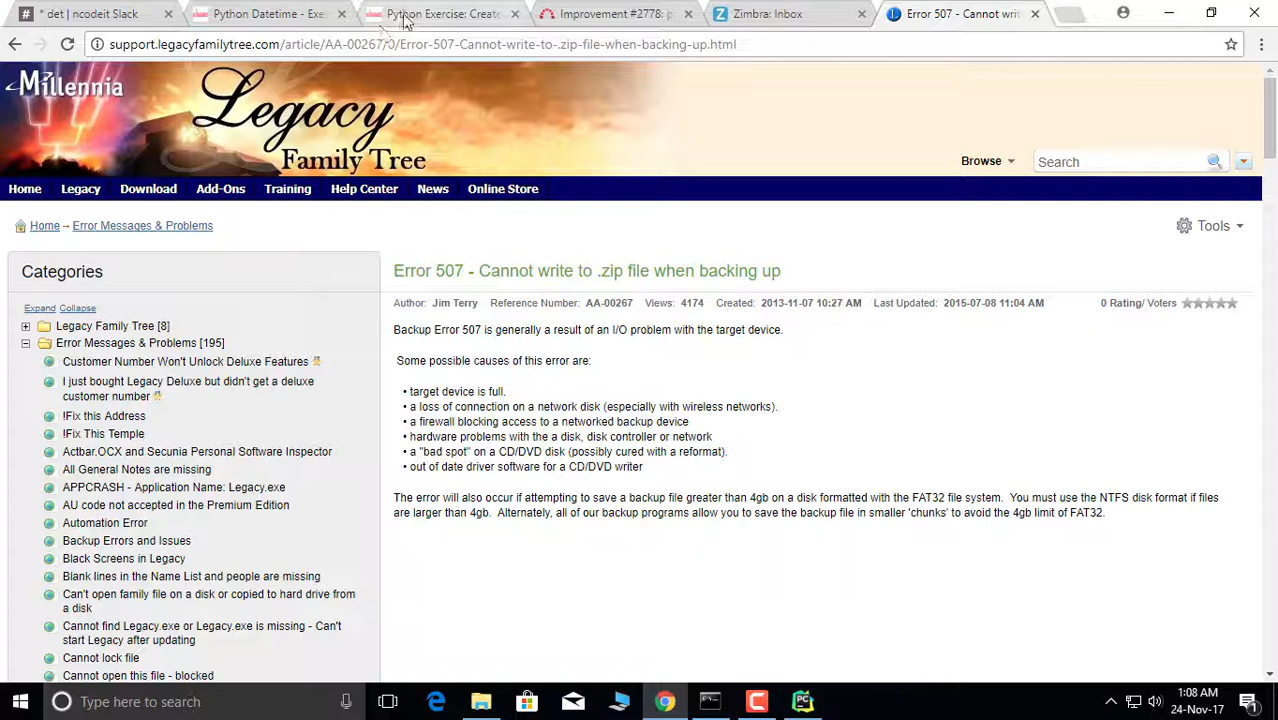 * det | ncodeit Slack
Python Datetime - Exe
Python Exercise: Create
Improvement #2778: p
Zimbra: Inbox
Error 507 - Cannot writ
support.legacyfamilytree.com/article/AA-00267/0/Error-507-Cannot-write-to-.zip-file-when-backing-up.html
Millennia
Legacy
Family Tree
Browse
Search
Home
Legacy
Download
Add-Ons
Training
Help Center
News
Online Store
Home → Error Messages & Problems
Tools
Categories
Expand Collapse
Legacy Family Tree [8]
Error Messages & Problems [195]
Customer Number Won't Unlock Deluxe Features
I just bought Legacy Deluxe but didn't get a deluxe
customer number
!Fix this Address
!Fix This Temple
Actbar.OCX and Secunia Personal Software Inspector
All General Notes are missing
APPCRASH - Application Name: Legacy.exe
AU code not accepted in the Premium Edition
Automation Error
Backup Errors and Issues
Black Screens in Legacy
Blank lines in the Name List and people are missing
Can't open family file on a disk or copied to hard drive from
a disk
Cannot find Legacy.exe or Legacy.exe is missing - Can't
start Legacy after updating
Cannot lock file
Cannot open this file - blocked
Error 507 - Cannot write to .zip file when backing up
Author: Jim Terry Reference Number: AA-00267 Views: 4174 Created: 2013-11-07 10:27 AM Last Updated: 2015-07-08 11:04 AM 0 Rating/ Voters
Backup Error 507 is generally a result of an I/O problem with the target device.
Some possible causes of this error are:
• target device is full.
• a loss of connection on a network disk (especially with wireless networks).
• a firewall blocking access to a networked backup device
• hardware problems with the a disk, disk controller or network
• a "bad spot" on a CD/DVD disk (possibly cured with a reformat).
• out of date driver software for a CD/DVD writer
The error will also occur if attempting to save a backup file greater than 4gb on a disk formatted with the FAT32 file system. You must use the NTFS disk format if files
are larger than 4gb. Alternately, all of our backup programs allow you to save the backup file in smaller 'chunks' to avoid the 4gb limit of FAT32.
Type here to search
1:08 AM
24-Nov-17
1